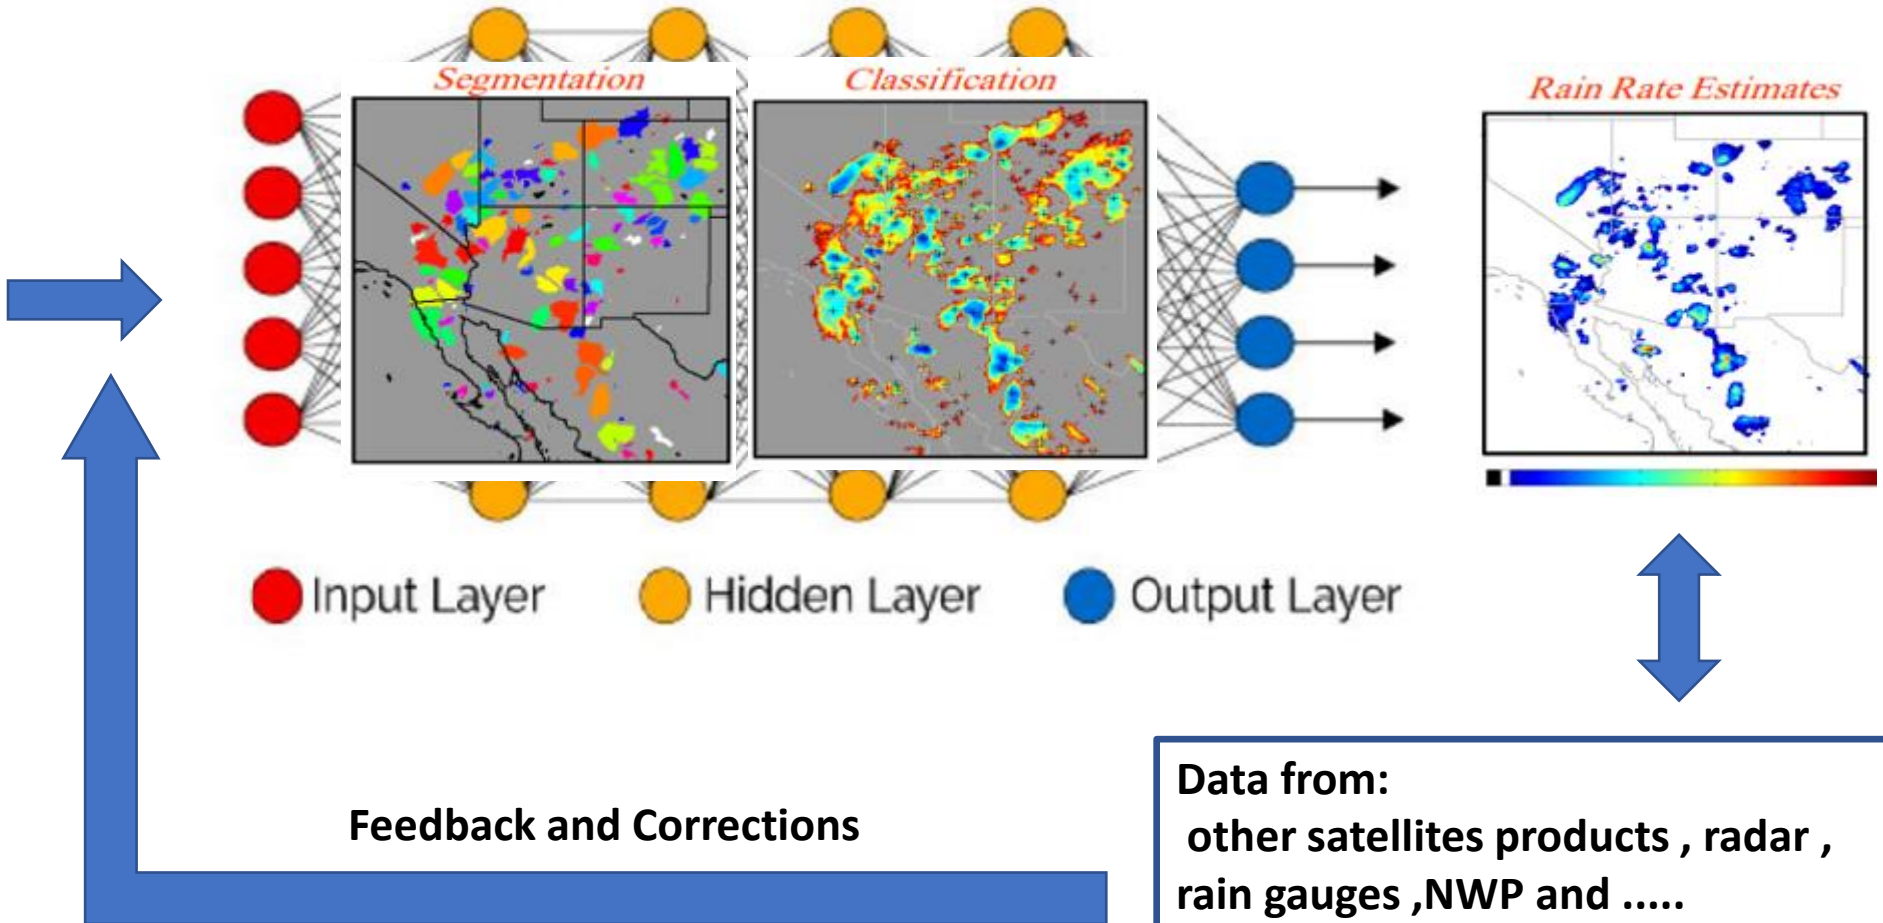 Segmentation
Classification
Rain Rate Estimates
Input Layer
Hidden Layer
Output Layer
Feedback and Corrections
Data from:
other satellites products , radar ,
rain gauges ,NWP and .....